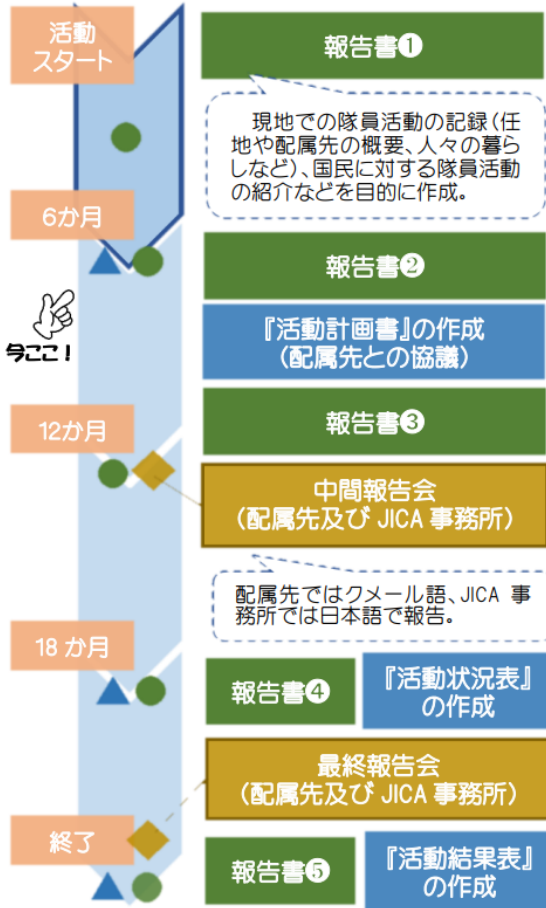 活動
スタート
報告書❶
現地での隊員活動の記録(任
地や配属先の概要、人々の暮ら
しなど)、国民に対する隊員活動
の紹介などを目的に作成。
6か月
報告書❷
『活動計画書』の作成
(配属先との協議)
今ここ!
12か月
報告書❸
中間報告会
(配属先及び JICA 事務所)
配属先ではクメール語、JICA 事
務所では日本語で報告。
18 か月
報告書❹
『活動状況表』
の作成
最終報告会
(配属先及び JICA 事務所)
終了
報告書❺
『活動結果表』
の作成